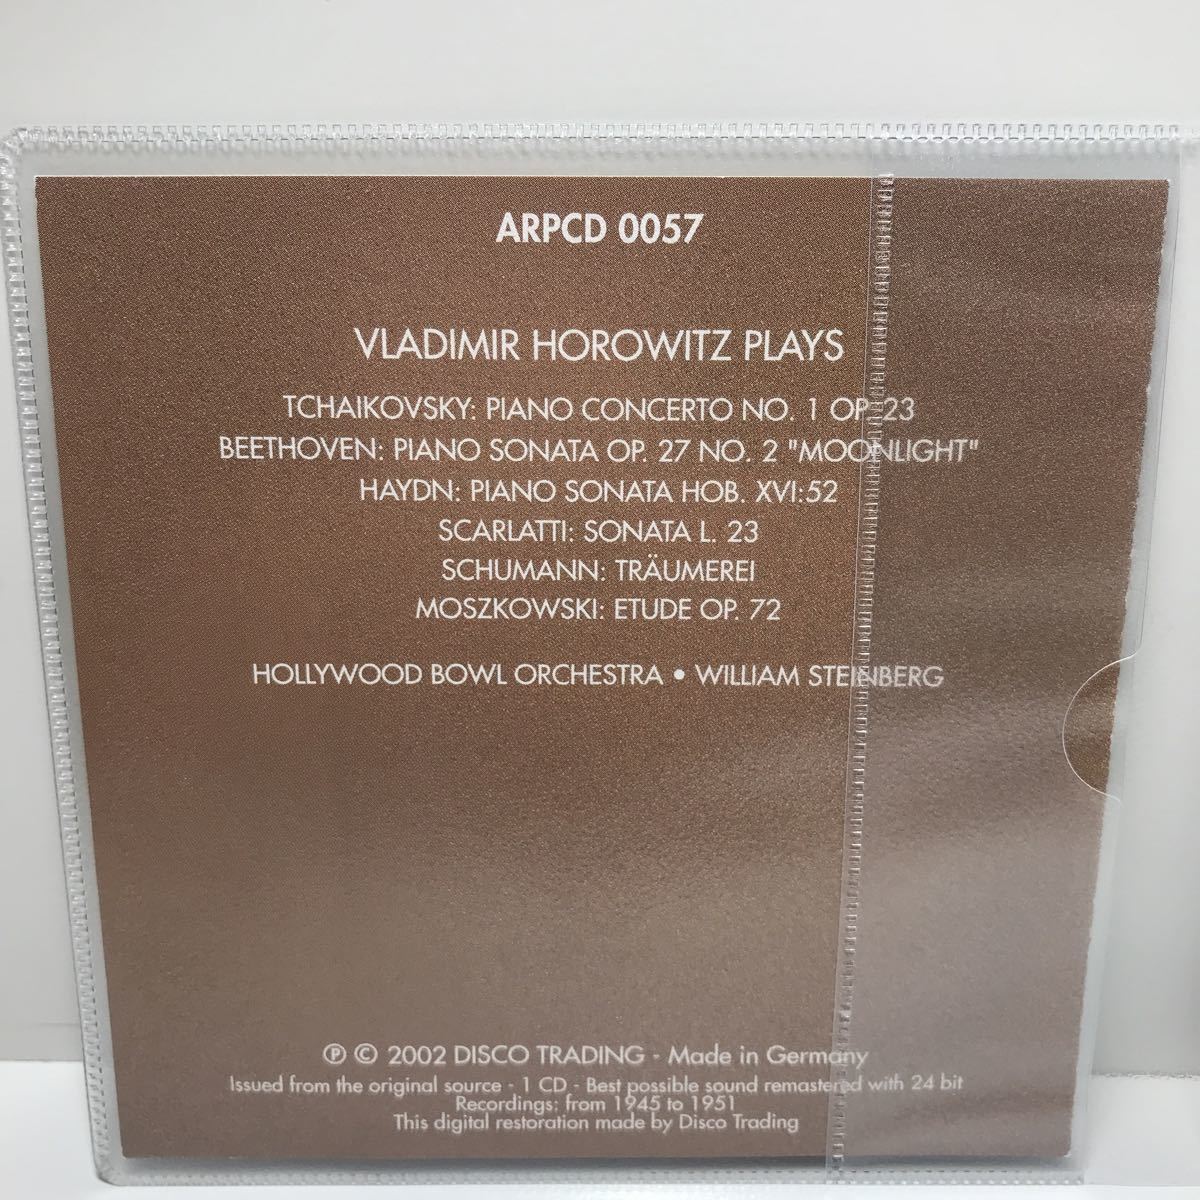 ARPCD 0057
VLADIMIR HOROWITZ PLAYS
TCHAIKOVSKY: PIANO CONCERTO NO. 1 OP. 23
BEETHOVEN: PIANO SONATA OP. 27 NO. 2 "MOONLIGHT"
HAYDN: PIANO SONATA HOB. XVI:52
SCARLATTI: SONATA L. 23
SCHUMANN: TRÄUMEREI
MOSZKOWSKI: ETUDE OP. 72
HOLLYWOOD BOWL ORCHESTRA • WILLIAM STEINBERG
℗ © 2002 DISCO TRADING - Made in Germany
Issued from the original source - 1 CD - Best possible sound remastered with 24 bit
Recordings: from 1945 to 1951
This digital restoration made by Disco Trading